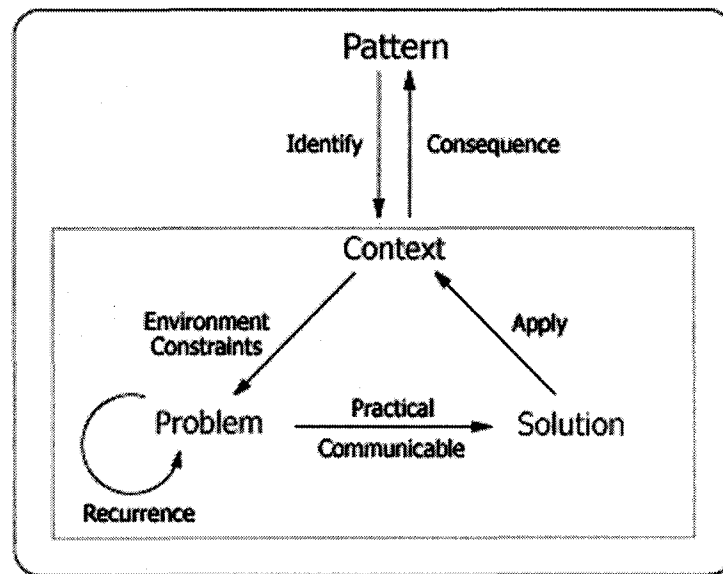 Pattern
Identify
Consequence
Context
Environment
Constraints
Apply
Problem
Practical
Communicable
Solution
Recurrence